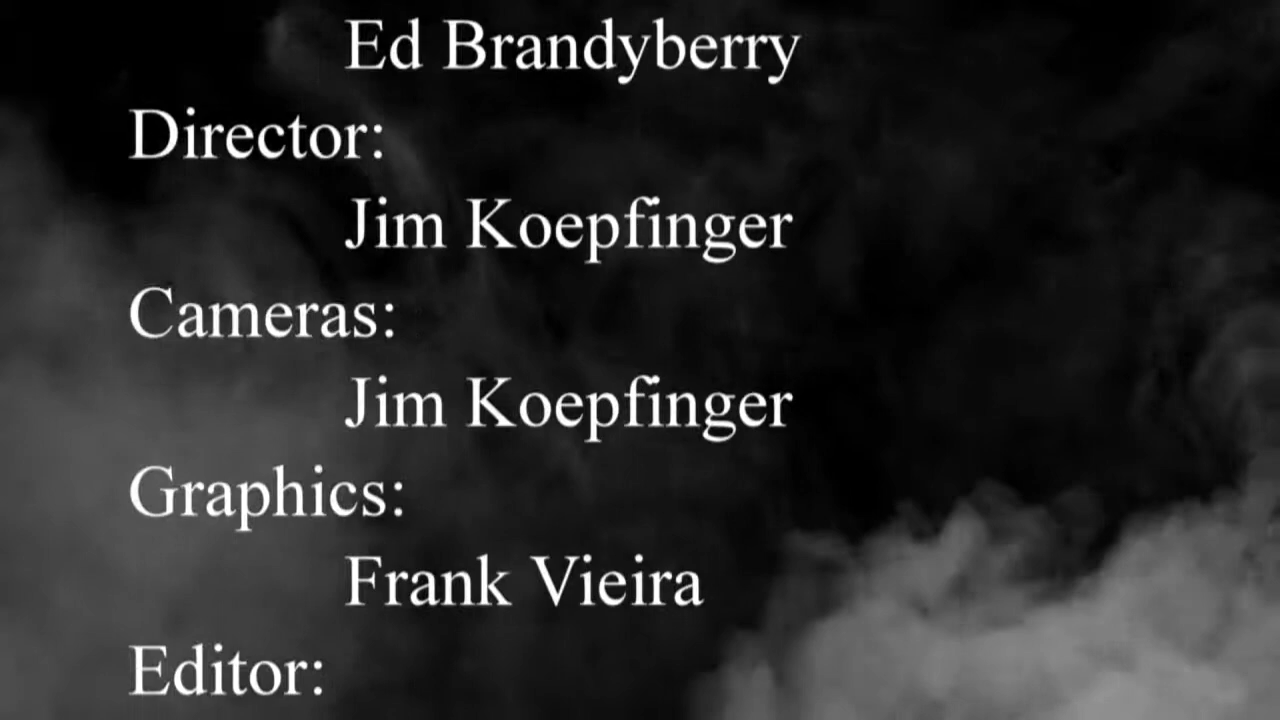 Ed Brandyberry
Director:
Jim Koepfinger
Cameras:
Jim Koepfinger
Graphics:
Frank Vieira
Editor: